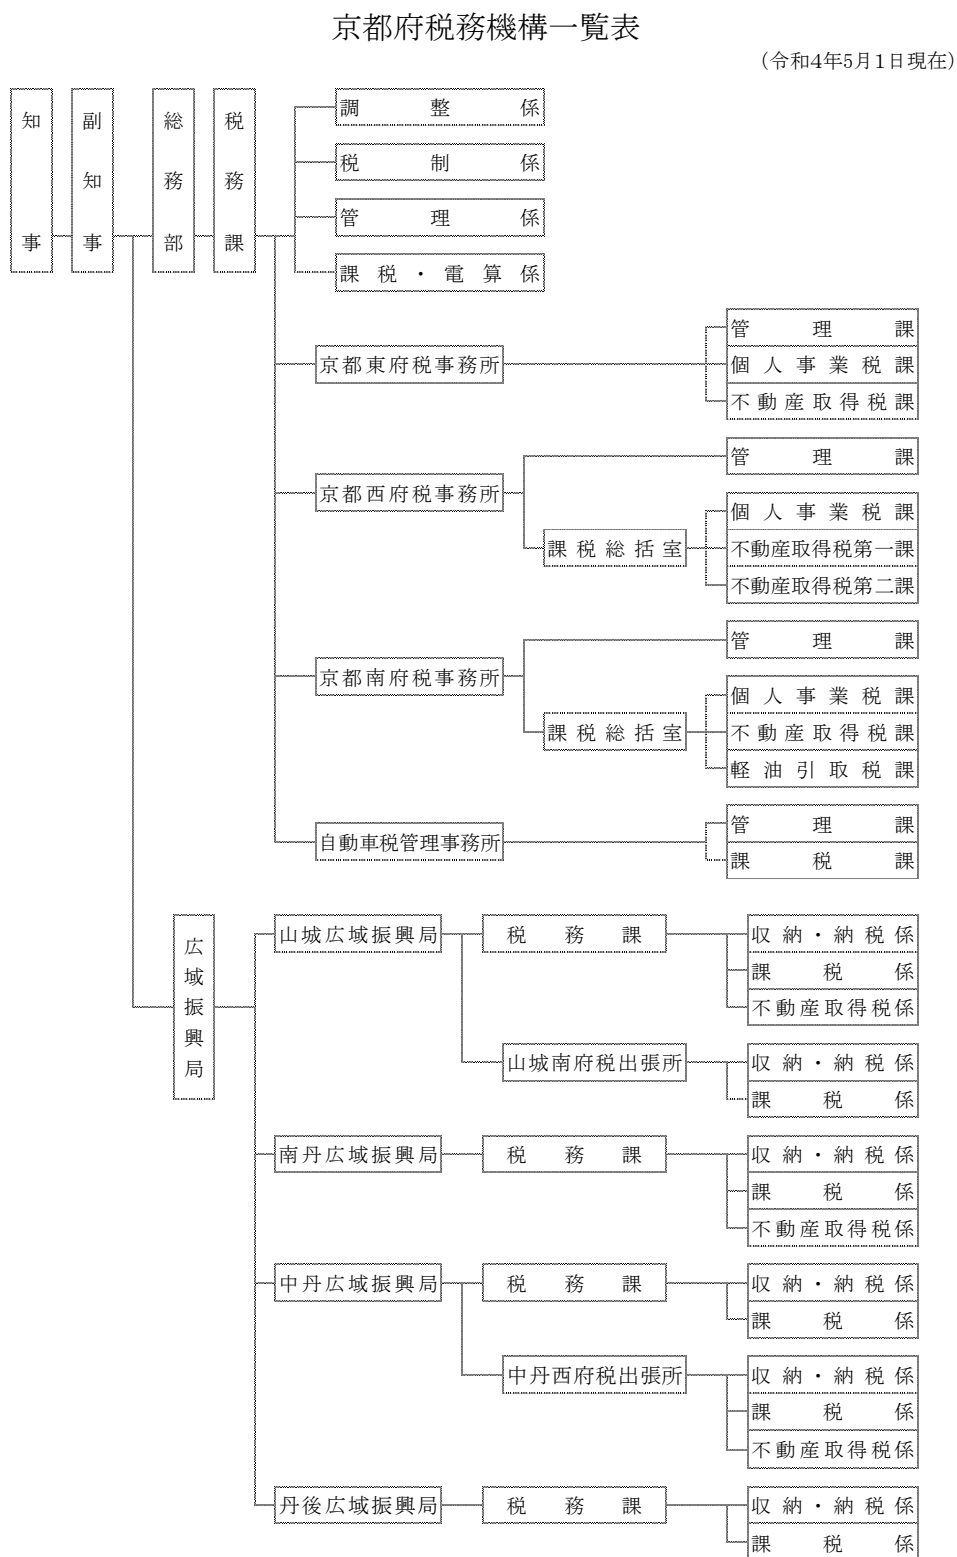 京都府税務機構一覧表
（令和4年5月1日現在）
知事
副知事
総務部
税務課
調整係
税制係
管理係
課税・電算係
京都東府税事務所
管理課
個人事業税課
不動産取得税課
京都西府税事務所
管理課
課税総括室
個人事業税課
不動産取得税第一課
不動産取得税第二課
京都南府税事務所
管理課
課税総括室
個人事業税課
不動産取得税課
軽油引取税課
自動車税管理事務所
管理課
課税課
広域振興局
山城広域振興局
税務課
収納・納税係
課税係
不動産取得税係
山城南府税出張所
収納・納税係
課税係
南丹広域振興局
税務課
収納・納税係
課税係
不動産取得税係
中丹広域振興局
税務課
収納・納税係
課税係
中丹西府税出張所
収納・納税係
課税係
不動産取得税係
丹後広域振興局
税務課
収納・納税係
課税係